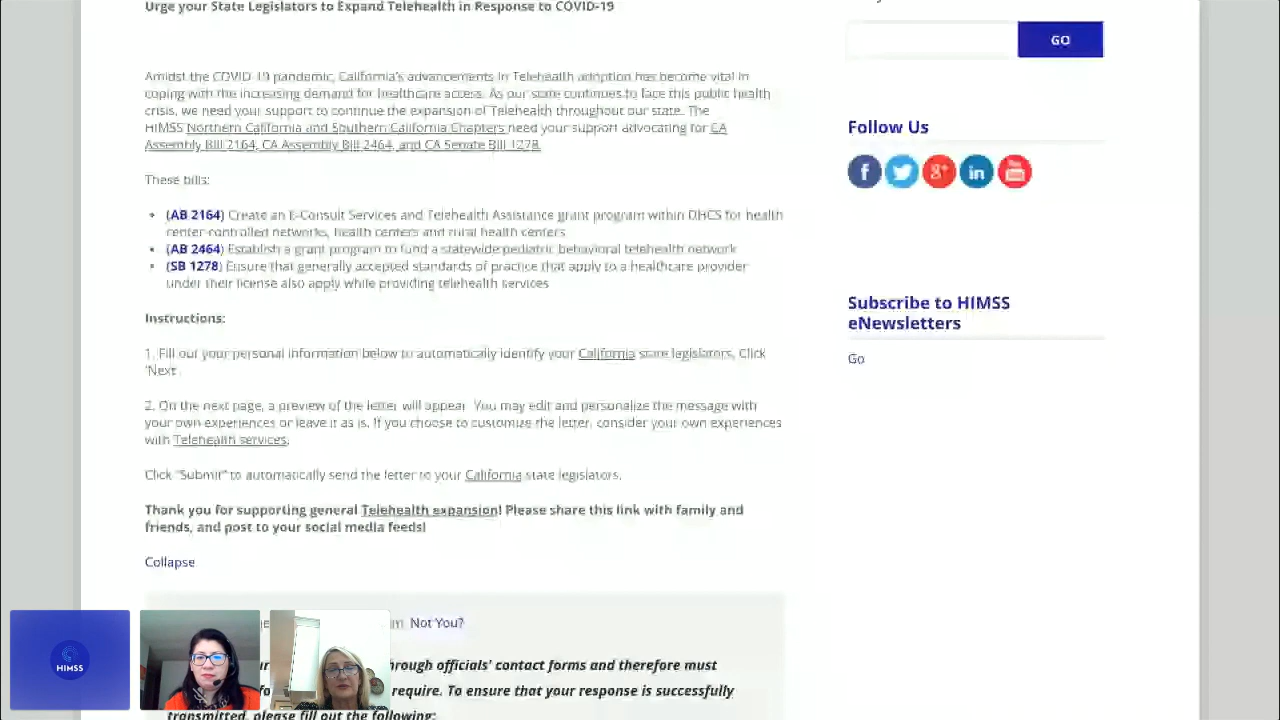 Urge your State Legislators to Expand Telehealth in Response to COVID-19
Amidst the COVID-19 pandemic, California's advancements in Telehealth adoption has become vital in
coping with the increasing demand for healthcare access. As our state continues to face this public health
crisis, we need your support to continue the expansion of Telehealth throughout our state. The
HIMSS Northern California and Southern California Chapters need your support advocating for CA
Assembly Bill 2164, CA Assembly Bill 2464, and CA Senate Bill 1278.
These bills:
• (AB 2164) Create an E-Consult Services and Telehealth Assistance grant program within DHCS for health
center-controlled networks, health centers and rural health centers
• (AB 2464) Establish a grant program to fund a statewide pediatric behavioral telehealth network
• (SB 1278) Ensure that generally accepted standards of practice that apply to a healthcare provider
under their license also apply while providing telehealth services
Instructions:
1. Fill out your personal information below to automatically identify your California state legislators, Click
'Next'
2. On the next page, a preview of the letter will appear. You may edit and personalize the message with
your own experiences or leave it as is. If you choose to customize the letter, consider your own experiences
with Telehealth services.
Click "Submit" to automatically send the letter to your California state legislators.
Thank you for supporting general Telehealth expansion! Please share this link with family and
friends, and post to your social media feeds!
Collapse
Not You?
through officials' contact forms and therefore must
require. To ensure that your response is successfully
transmitted, please fill out the following:
GO
Follow Us
f
g+
in
You
Subscribe to HIMSS
eNewsletters
Go
HIMSS